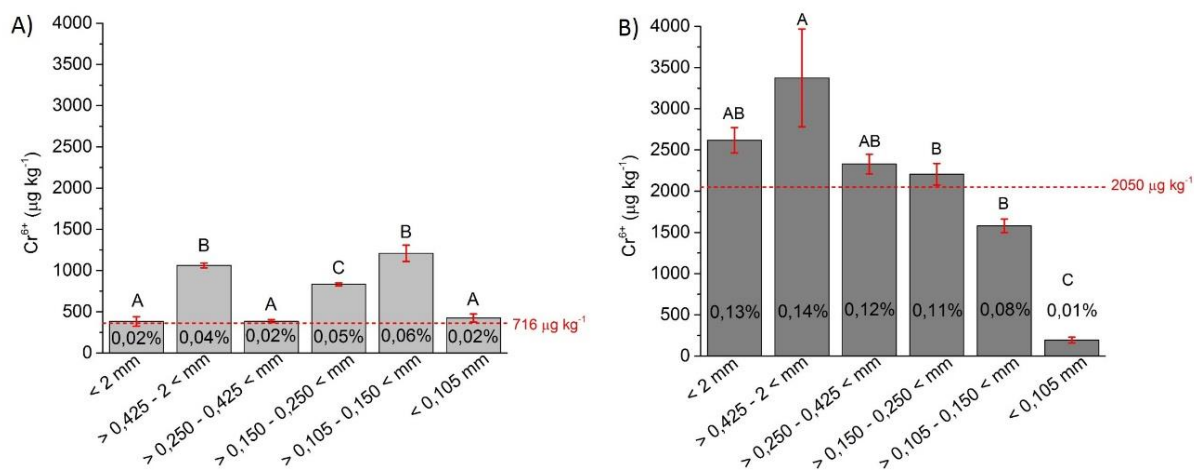 A)
4000
3500
3000
2500
2000
1500
1000
500
0
Cr⁶⁺ (µg kg⁻¹)
A
B
A
C
B
A
0,02%
0,04%
0,02%
0,05%
0,06%
0,02%
716 µg kg⁻¹
< 2 mm
> 0,425 - 2 < mm
> 0,250 - 0,425 < mm
> 0,150 - 0,250 < mm
> 0,105 - 0,150 < mm
< 0,105 mm
B)
4000
3500
3000
2500
2000
1500
1000
500
0
Cr⁶⁺ (µg kg⁻¹)
AB
A
AB
B
B
C
0,13%
0,14%
0,12%
0,11%
0,08%
0,01%
2050 µg kg⁻¹
< 2 mm
> 0,425 - 2 < mm
> 0,250 - 0,425 < mm
> 0,150 - 0,250 < mm
> 0,105 - 0,150 < mm
< 0,105 mm